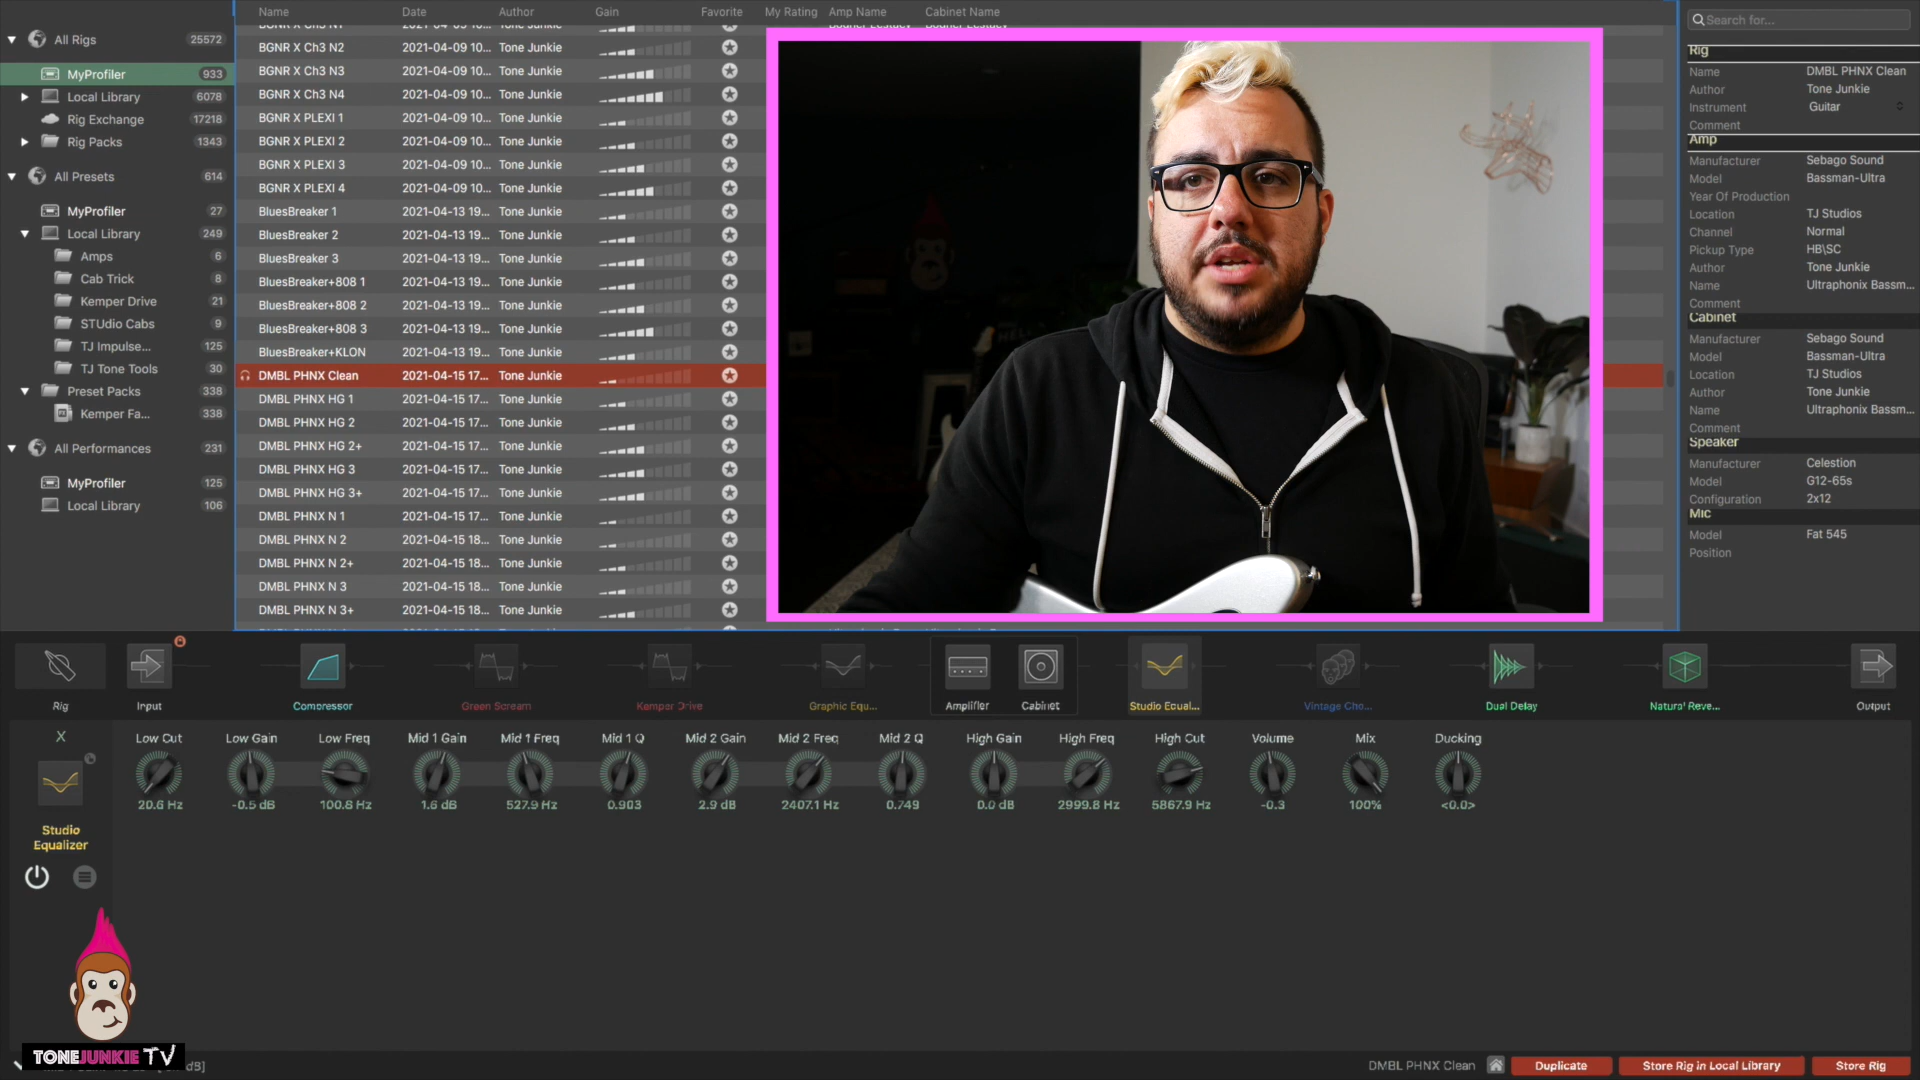 Name Date Author Gain Favorite My Rating Amp Name Cabinet Name
All Rigs 25572
MyProfiler 933
Local Library 6078
Rig Exchange 17218
Rig Packs 1343
All Presets 614
MyProfiler 27
Local Library 249
Amps 6
Cab Trick 8
Kemper Drive 21
STUdio Cabs 9
TJ Impulse... 125
TJ Tone Tools 30
Preset Packs 338
Kemper Fa... 338
All Performances 231
MyProfiler 125
Local Library 106
BGNR X Ch3 N2 2021-04-09 10... Tone Junkie
BGNR X Ch3 N3 2021-04-09 10... Tone Junkie
BGNR X Ch3 N4 2021-04-09 10... Tone Junkie
BGNR X PLEXI 1 2021-04-09 10... Tone Junkie
BGNR X PLEXI 2 2021-04-09 10... Tone Junkie
BGNR X PLEXI 3 2021-04-09 10... Tone Junkie
BGNR X PLEXI 4 2021-04-09 10... Tone Junkie
BluesBreaker 1 2021-04-13 19... Tone Junkie
BluesBreaker 2 2021-04-13 19... Tone Junkie
BluesBreaker 3 2021-04-13 19... Tone Junkie
BluesBreaker+808 1 2021-04-13 19... Tone Junkie
BluesBreaker+808 2 2021-04-13 19... Tone Junkie
BluesBreaker+808 3 2021-04-13 19... Tone Junkie
BluesBreaker+KLON 2021-04-13 19... Tone Junkie
DMBL PHNX Clean 2021-04-15 17... Tone Junkie
DMBL PHNX HG 1 2021-04-15 17... Tone Junkie
DMBL PHNX HG 2 2021-04-15 17... Tone Junkie
DMBL PHNX HG 2+ 2021-04-15 17... Tone Junkie
DMBL PHNX HG 3 2021-04-15 17... Tone Junkie
DMBL PHNX HG 3+ 2021-04-15 17... Tone Junkie
DMBL PHNX N 1 2021-04-15 17... Tone Junkie
DMBL PHNX N 2 2021-04-15 18... Tone Junkie
DMBL PHNX N 2+ 2021-04-15 18... Tone Junkie
DMBL PHNX N 3 2021-04-15 18... Tone Junkie
DMBL PHNX N 3+ 2021-04-15 18... Tone Junkie
Search for...
Rig
Name DMBL PHNX Clean
Author Tone Junkie
Instrument Guitar
Comment
Amp
Manufacturer Sebago Sound
Model Bassman-Ultra
Year Of Production
Location TJ Studios
Channel Normal
Pickup Type HB\SC
Author Tone Junkie
Name Ultraphonix Bassm...
Comment
Cabinet
Manufacturer Sebago Sound
Model Bassman-Ultra
Location TJ Studios
Author Tone Junkie
Name Ultraphonix Bassm...
Comment
Speaker
Manufacturer Celestion
Model G12-65s
Configuration 2x12
Mic
Model Fat 545
Position
Rig Input Compressor Green Scream Kemper Drive Graphic Equ... Amplifier Cabinet Studio Equal... Vintage Cho... Dual Delay Natural Reve... Output
X Low Cut Low Gain Low Freq Mid 1 Gain Mid 1 Freq Mid 1 Q Mid 2 Gain Mid 2 Freq Mid 2 Q High Gain High Freq High Cut Volume Mix Ducking
20.6 Hz -0.5 dB 100.8 Hz 1.6 dB 527.9 Hz 0.903 2.9 dB 2407.1 Hz 0.749 0.0 dB 2999.8 Hz 5867.9 Hz -0.3 100% <0.0>
Studio
Equalizer
TONEJUNKIE TV
DMBL PHNX Clean Duplicate Store Rig in Local Library Store Rig